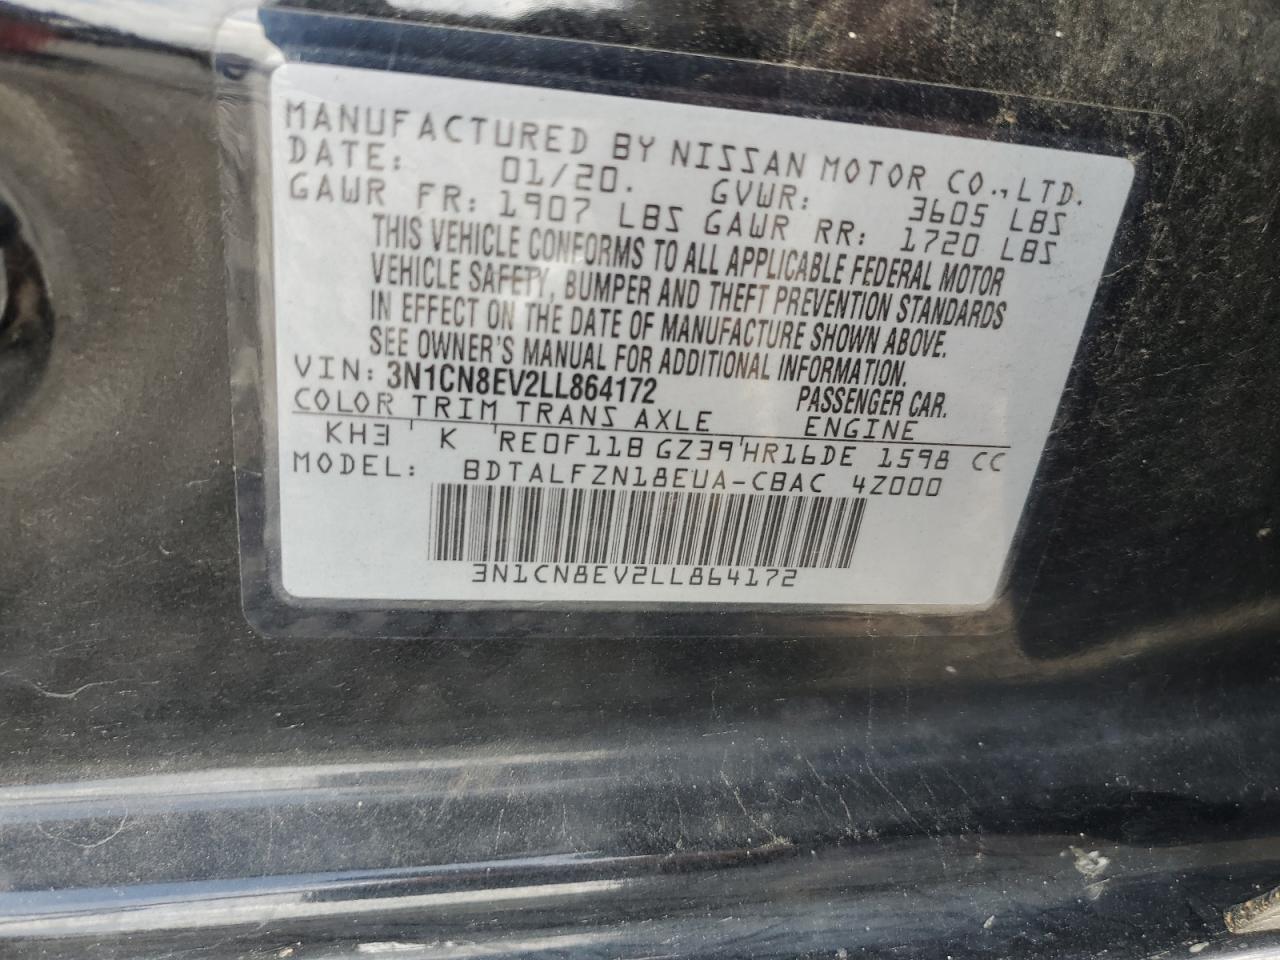 MANUFACTURED BY NISSAN MOTOR CO., LTD.
DATE: 01/20. GVWR: 3605 LBS
GAWR FR: 1907 LBS GAWR RR: 1720 LBS
THIS VEHICLE CONFORMS TO ALL APPLICABLE FEDERAL MOTOR
VEHICLE SAFETY, BUMPER AND THEFT PREVENTION STANDARDS
IN EFFECT ON THE DATE OF MANUFACTURE SHOWN ABOVE.
SEE OWNER'S MANUAL FOR ADDITIONAL INFORMATION.
VIN: 3N1CN8EV2LL864172 PASSENGER CAR.
COLOR TRIM TRANS AXLE ENGINE
KH3 ' K ' RE0F11B GZ39 ' HR16DE 1598 CC
MODEL: BDTALFZN18EUA-CBAC 4Z000
3N1CN8EV2LL864172